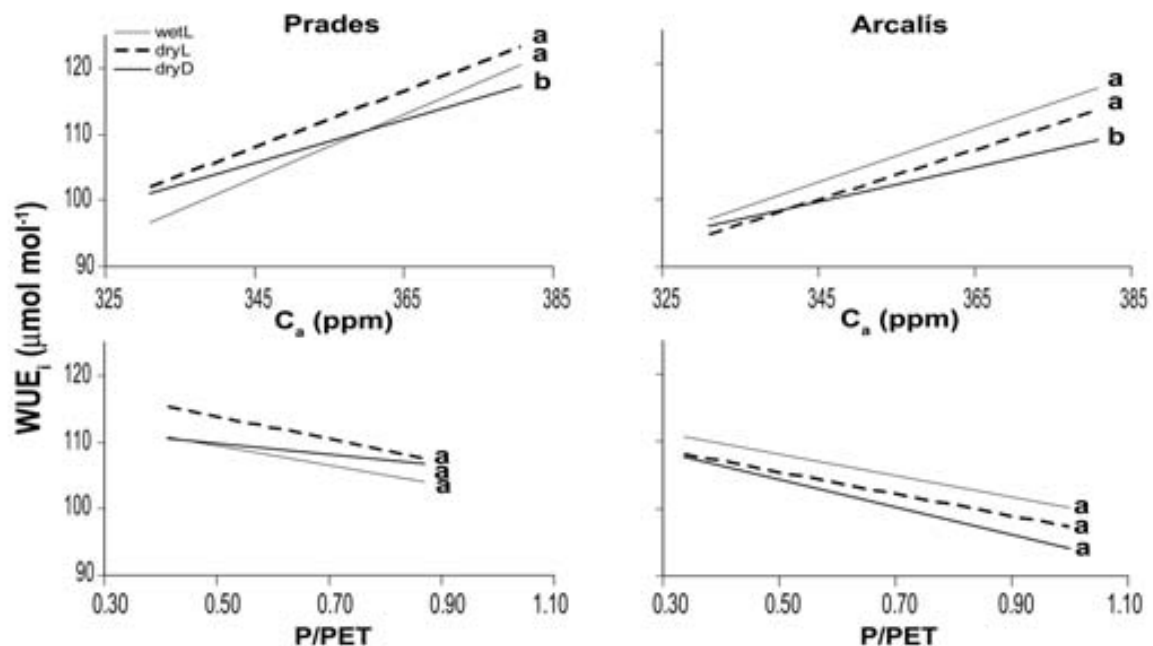 Prades
Arcalís
wetL
dryL
dryD
120
110
100
90
a
a
b
a
a
b
325
345
365
385
325
345
365
385
Ca (ppm)
Ca (ppm)
WUEi (µmol mol-1)
120
110
100
90
a
a
a
a
a
a
0.30
0.50
0.70
0.90
1.10
0.30
0.50
0.70
0.90
1.10
P/PET
P/PET